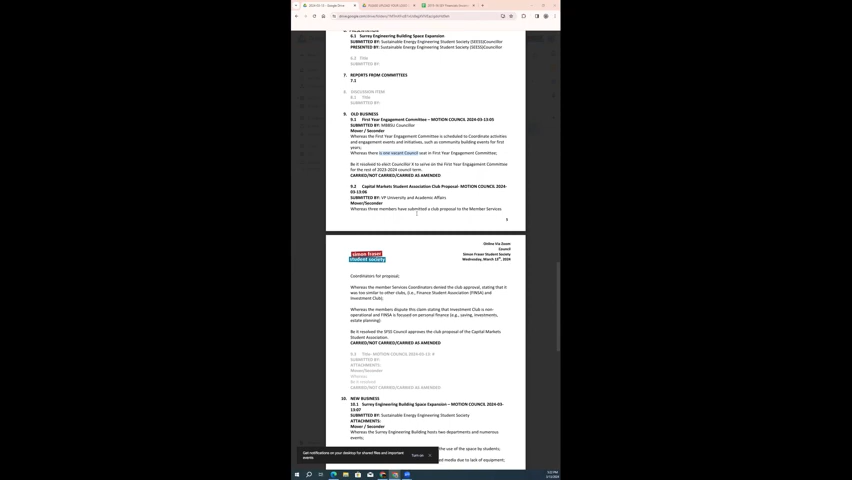 6. PRESENTATION
6.1 Surrey Engineering Building Space Expansion
SUBMITTED BY: Sustainable Energy Engineering Student Society (SEESS)Councillor
PRESENTED BY: Sustainable Energy Engineering Student Society (SEESS)Councillor
6.2 Title
SUBMITTED BY:
7. REPORTS FROM COMMITTEES
7.1
8. DISCUSSION ITEM
8.1 Title
SUBMITTED BY:
9. OLD BUSINESS
9.1 First Year Engagement Committee – MOTION COUNCIL 2024-03-13:05
SUBMITTED BY: MBBSU Councillor
Mover / Seconder
Whereas the First Year Engagement Committee is scheduled to Coordinate activities
and engagement events and initiatives, such as community building events for first
years;
Whereas there is one vacant Council seat in First Year Engagement Committee;
Be it resolved to elect Councillor X to serve on the First Year Engagement Committee
for the rest of 2023-2024 council term.
CARRIED/NOT CARRIED/CARRIED AS AMENDED
9.2 Capital Markets Student Association Club Proposal- MOTION COUNCIL 2024-
03-13:06
SUBMITTED BY: VP University and Academic Affairs
Mover/Seconder
Whereas three members have submitted a club proposal to the Member Services
Online Via Zoom
Council
Simon Fraser Student Society
Wednesday, March 13th, 2024
simon fraser
student society
Coordinators for proposal;
Whereas the member Services Coordinators denied the club approval, stating that it
was too similar to other clubs, (i.e., Finance Student Association (FINSA) and
Investment Club);
Whereas the members dispute this claim stating that Investment Club is non-
operational and FINSA is focused on personal finance (e.g., saving, investments,
estate planning)
Be it resolved the SFSS Council approves the club proposal of the Capital Markets
Student Association.
CARRIED/NOT CARRIED/CARRIED AS AMENDED
9.3 Title- MOTION COUNCIL 2024-03-13 :#
SUBMITTED BY:
ATTACHMENTS:
Mover/Seconder
Whereas
Be it resolved
CARRIED/NOT CARRIED/CARRIED AS AMENDED
10. NEW BUSINESS
10.1 Surrey Engineering Building Space Expansion – MOTION COUNCIL 2024-03-
13:07
SUBMITTED BY: Sustainable Energy Engineering Student Society
ATTACHMENTS:
Mover / Seconder
Whereas the Surrey Engineering Building hosts two departments and numerous
events;
the use of the space by students;
media due to lack of equipment;
Get notifications on your desktop for shared files and important
events
Turn on